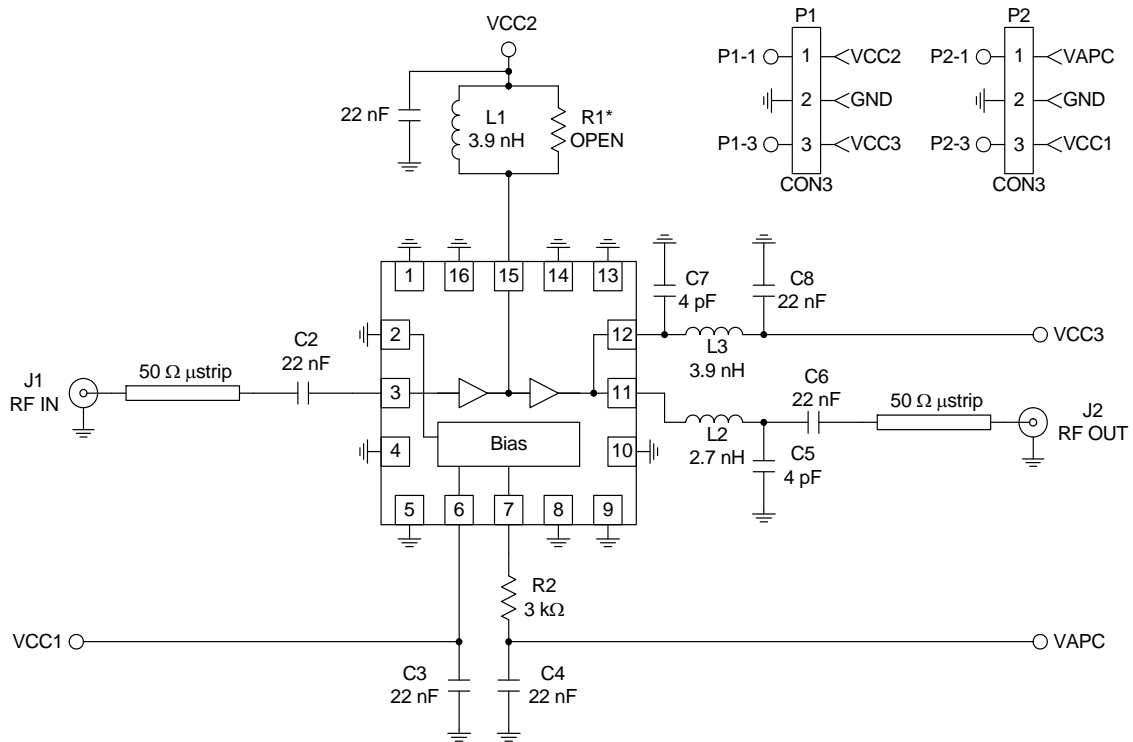 VCC2
22 nF
L1
3.9 nH
R1*
OPEN
P1
P1-1
1
VCC2
2
GND
P1-3
3
VCC3
CON3
P2
P2-1
1
VAPC
2
GND
P2-3
3
VCC1
CON3
1
16
15
14
13
2
12
3
11
4
10
5
6
7
8
9
Bias
J1
RF IN
50 Ω μstrip
C2
22 nF
C7
4 pF
C8
22 nF
L3
3.9 nH
VCC3
L2
2.7 nH
C6
22 nF
C5
4 pF
50 Ω μstrip
J2
RF OUT
R2
3 kΩ
VCC1
VAPC
C3
22 nF
C4
22 nF